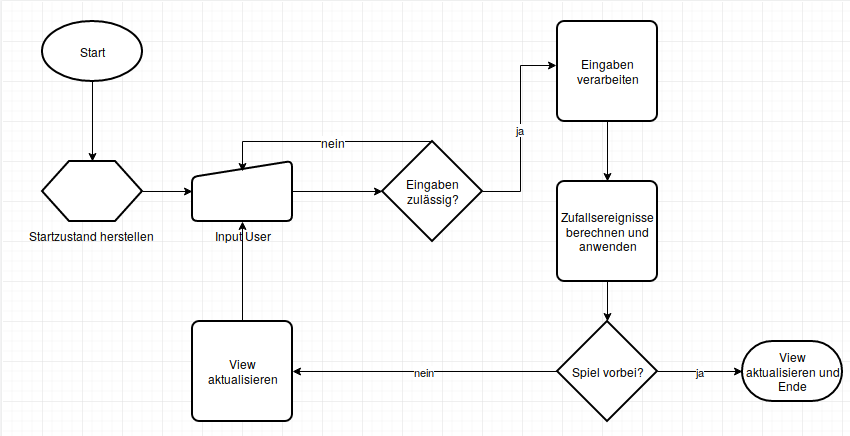 Start
Startzustand herstellen
Input User
nein
Eingaben
zulässig?
ja
Eingaben
verarbeiten
Zufallsereignisse
berechnen und
anwenden
Spiel vorbei?
nein
View
aktualisieren
ja
View
aktualisieren und
Ende